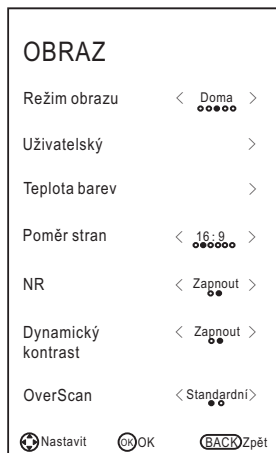 OBRAZ
Režim obrazu < Doma >
Uživatelský >
Teplota barev >
Poměr stran < 16:9 >
NR < Zapnout >
Dynamický kontrast < Zapnout >
OverScan < Standardní >
Nastavit OK OK BACK Zpět